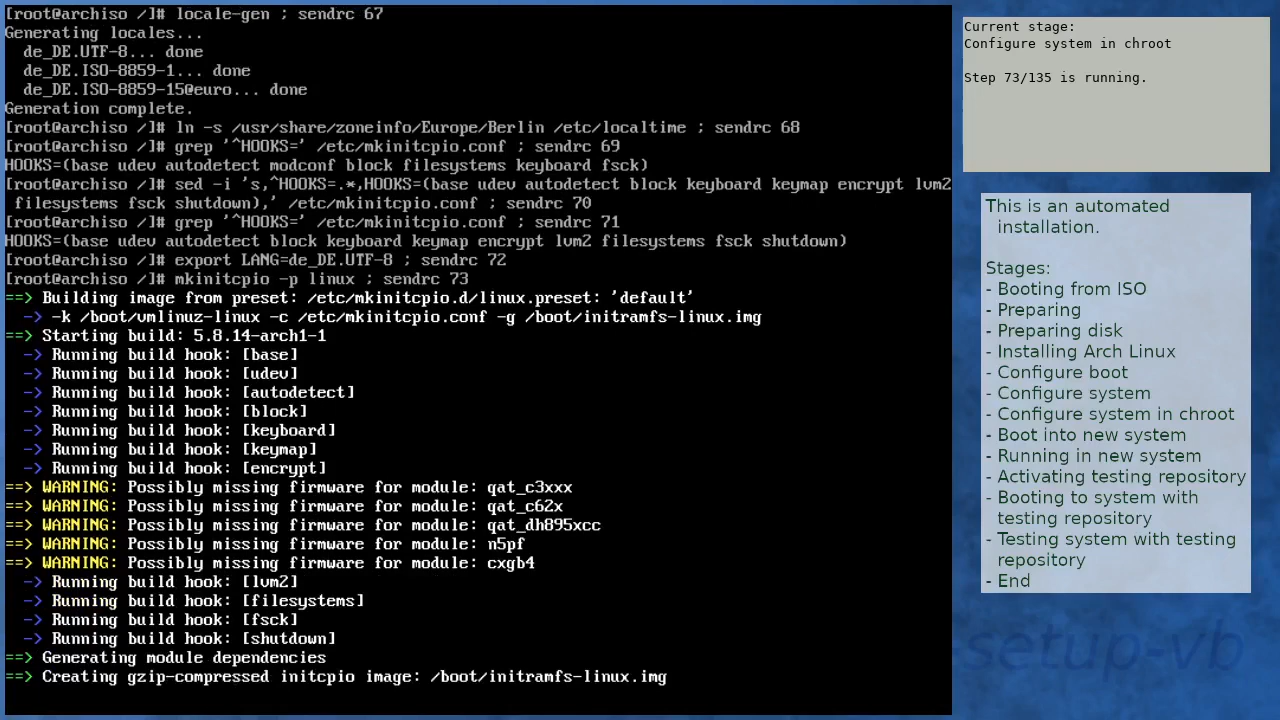 [root@archiso /]# locale-gen ; sendrc 67
Generating locales...
  de_DE.UTF-8... done
  de_DE.ISO-8859-1... done
  de_DE.ISO-8859-15@euro... done
Generation complete.
[root@archiso /]# ln -s /usr/share/zoneinfo/Europe/Berlin /etc/localtime ; sendrc 68
[root@archiso /]# grep '^HOOKS=' /etc/mkinitcpio.conf ; sendrc 69
HOOKS=(base udev autodetect modconf block filesystems keyboard fsck)
[root@archiso /]# sed -i 's,^HOOKS=.*,HOOKS=(base udev autodetect block keyboard keymap encrypt lvm2
 filesystems fsck shutdown),' /etc/mkinitcpio.conf ; sendrc 70
[root@archiso /]# grep '^HOOKS=' /etc/mkinitcpio.conf ; sendrc 71
HOOKS=(base udev autodetect block keyboard keymap encrypt lvm2 filesystems fsck shutdown)
[root@archiso /]# export LANG=de_DE.UTF-8 ; sendrc 72
[root@archiso /]# mkinitcpio -p linux ; sendrc 73
==> Building image from preset: /etc/mkinitcpio.d/linux.preset: 'default'
  -> -k /boot/vmlinuz-linux -c /etc/mkinitcpio.conf -g /boot/initramfs-linux.img
==> Starting build: 5.8.14-arch1-1
  -> Running build hook: [base]
  -> Running build hook: [udev]
  -> Running build hook: [autodetect]
  -> Running build hook: [block]
  -> Running build hook: [keyboard]
  -> Running build hook: [keymap]
  -> Running build hook: [encrypt]
==> WARNING: Possibly missing firmware for module: qat_c3xxx
==> WARNING: Possibly missing firmware for module: qat_c62x
==> WARNING: Possibly missing firmware for module: qat_dh895xcc
==> WARNING: Possibly missing firmware for module: n5pf
==> WARNING: Possibly missing firmware for module: cxgb4
  -> Running build hook: [lvm2]
  -> Running build hook: [filesystems]
  -> Running build hook: [fsck]
  -> Running build hook: [shutdown]
==> Generating module dependencies
==> Creating gzip-compressed initcpio image: /boot/initramfs-linux.img
Current stage:
Configure system in chroot
Step 73/135 is running.
This is an automated
installation.
Stages:
- Booting from ISO
- Preparing
- Preparing disk
- Installing Arch Linux
- Configure boot
- Configure system
- Configure system in chroot
- Boot into new system
- Running in new system
- Activating testing repository
- Booting to system with
testing repository
- Testing system with testing
repository
- End
setup-vb